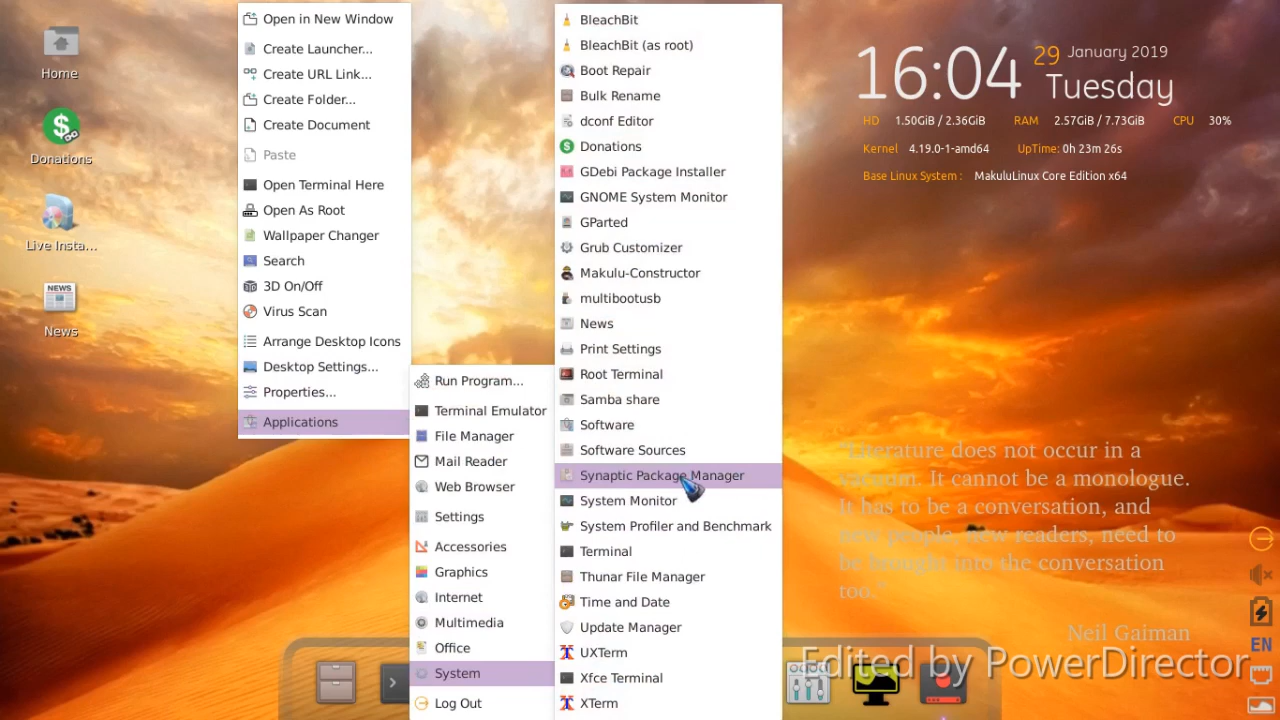 Home
Donations
Live Insta...
News
Open in New Window
Create Launcher...
Create URL Link...
Create Folder...
Create Document
Paste
Open Terminal Here
Open As Root
Wallpaper Changer
Search
3D On/Off
Virus Scan
Arrange Desktop Icons
Desktop Settings...
Properties...
Applications
Run Program...
Terminal Emulator
File Manager
Mail Reader
Web Browser
Settings
Accessories
Graphics
Internet
Multimedia
Office
System
Log Out
BleachBit
BleachBit (as root)
Boot Repair
Bulk Rename
dconf Editor
Donations
GDebi Package Installer
GNOME System Monitor
GParted
Grub Customizer
Makulu-Constructor
multibootusb
News
Print Settings
Root Terminal
Samba share
Software
Software Sources
Synaptic Package Manager
System Monitor
System Profiler and Benchmark
Terminal
Thunar File Manager
Time and Date
Update Manager
UXTerm
Xfce Terminal
XTerm
16:04 29 January 2019
Tuesday
HD 1.50GiB / 2.36GiB RAM 2.57GiB / 7.73GiB CPU 30%
Kernel 4.19.0-1-amd64 UpTime: 0h 23m 26s
Base Linux System : MakuluLinux Core Edition x64
"Literature does not occur in a
vacuum. It cannot be a monologue.
It has to be a conversation, and
new people, new readers, need to
be brought into the conversation
too."
Neil Gaiman
EN
Edited by PowerDirector